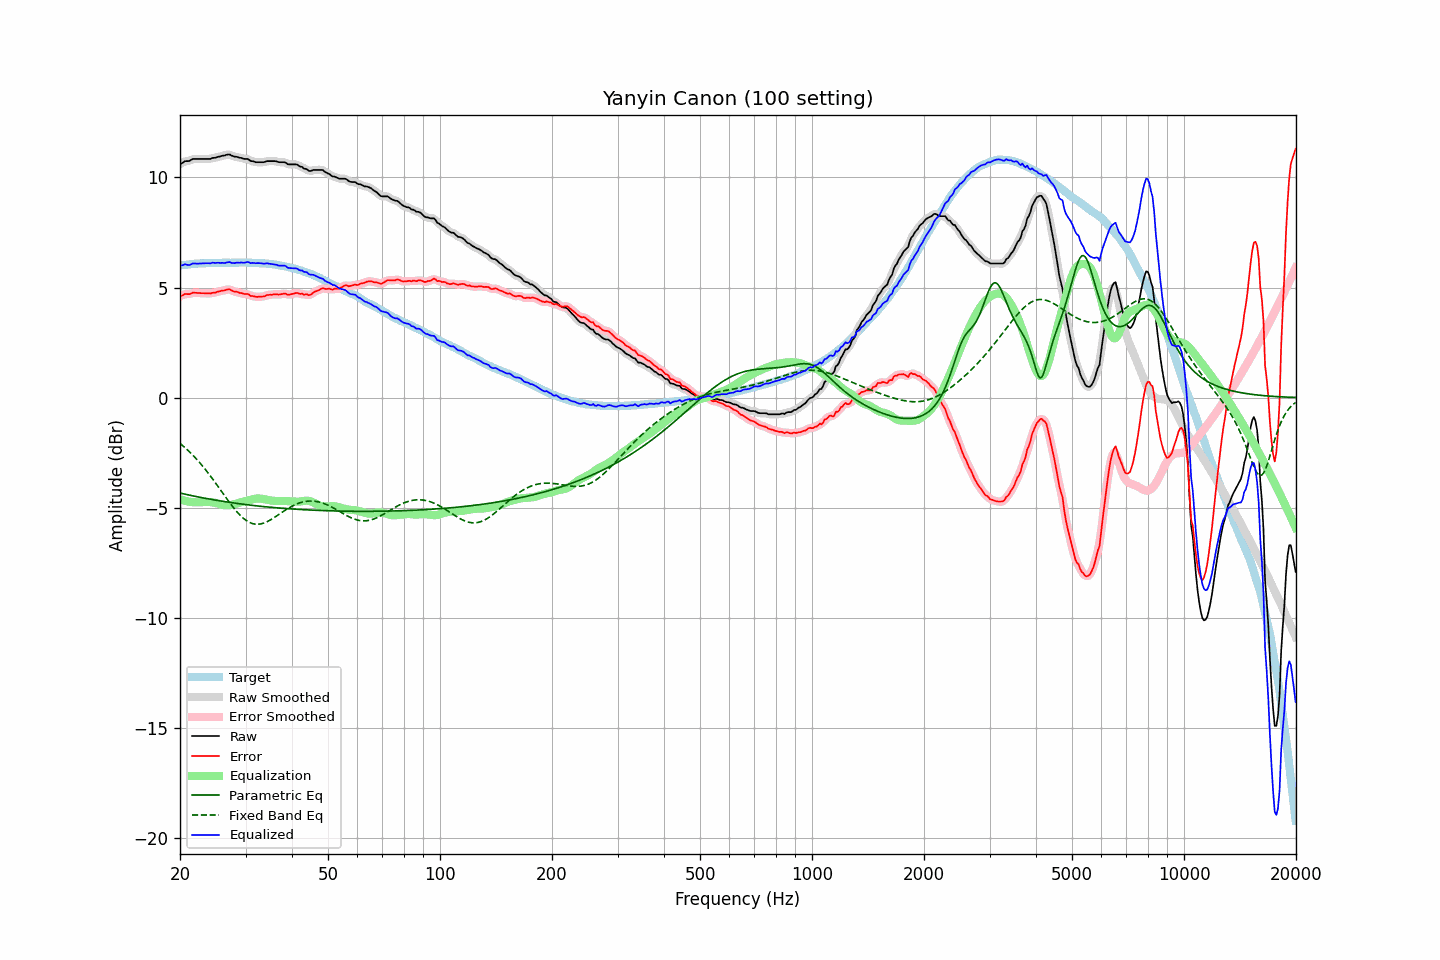 Yanyin Canon (100 setting)
Amplitude (dBr)
10
5
0
−5
−10
−15
−20
Target
Raw Smoothed
Error Smoothed
Raw
Error
Equalization
Parametric Eq
Fixed Band Eq
Equalized
20 50 100 200 500 1000 2000 5000 10000 20000
Frequency (Hz)